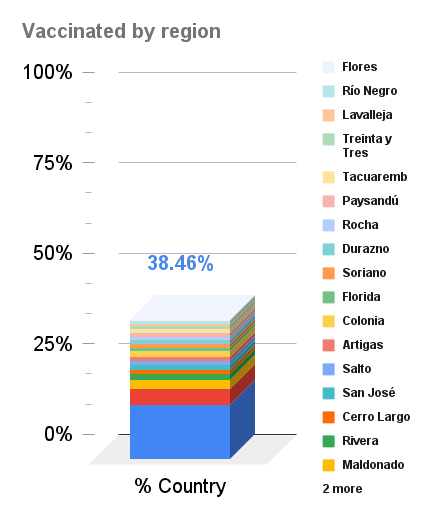 Vaccinated by region
100%
75%
50%
25%
0%
38.46%
% Country
Flores
Río Negro
Lavalleja
Treinta y
Tres
Tacuaremb
Paysandú
Rocha
Durazno
Soriano
Florida
Colonia
Artigas
Salto
San José
Cerro Largo
Rivera
Maldonado
2 more